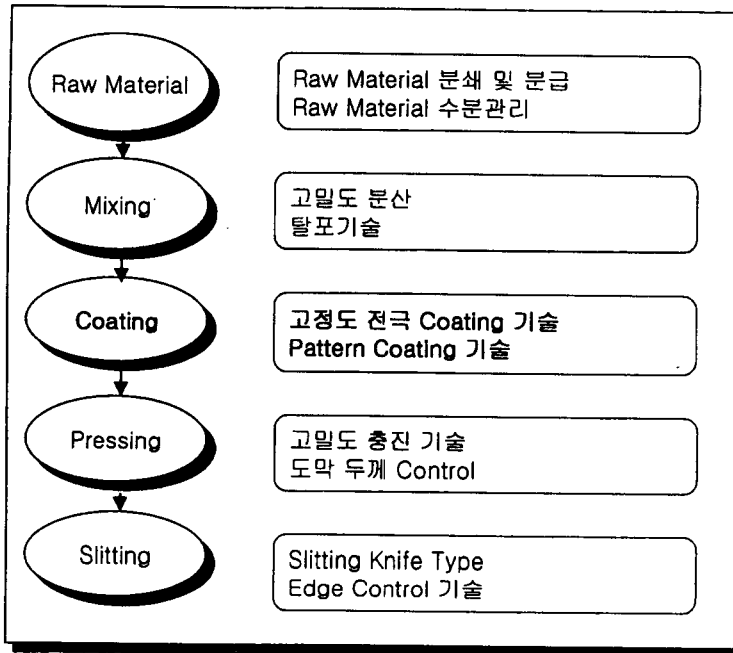 Raw Material
Raw Material 분쇄 및 분급
Raw Material 수분관리
Mixing
고밀도 분산
탈포기술
Coating
고정도 전극 Coating 기술
Pattern Coating 기술
Pressing
고밀도 충진 기술
도막 두께 Control
Slitting
Slitting Knife Type
Edge Control 기술